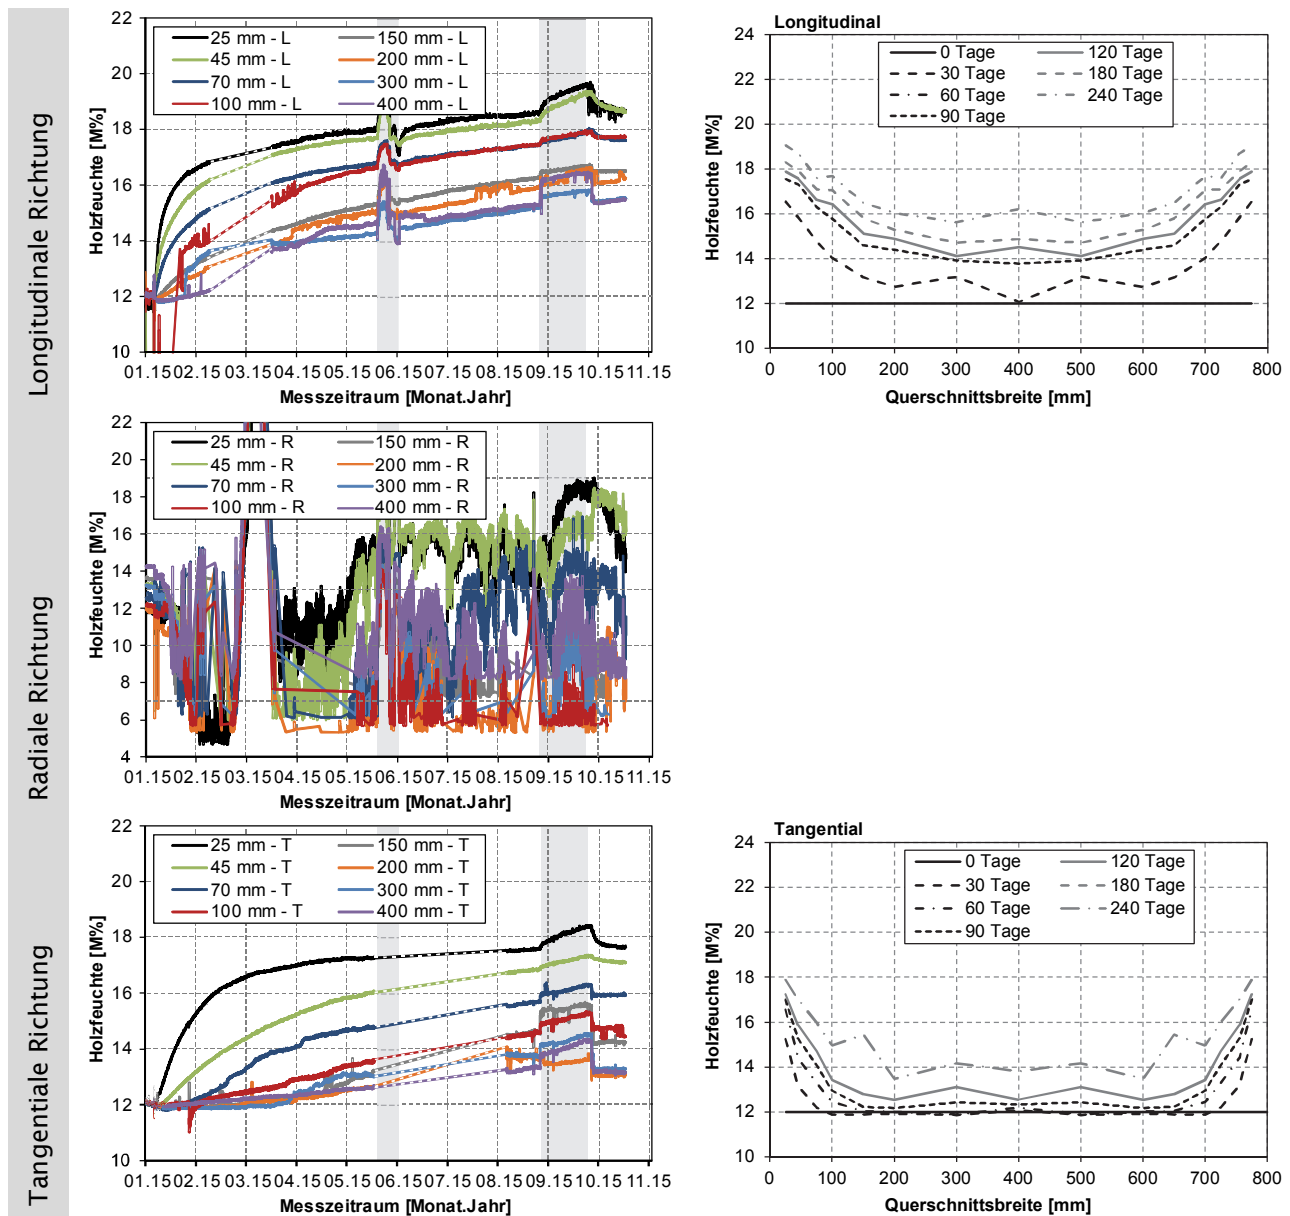 Longitudinale Richtung
22
20
18
16
14
12
10
Holzfeuchte [M%]
25 mm - L
150 mm - L
45 mm - L
200 mm - L
70 mm - L
300 mm - L
100 mm - L
400 mm - L
01.15 02.15 03.15 04.15 05.15 06.15 07.15 08.15 09.15 10.15 11.15
Messzeitraum [Monat.Jahr]
Longitudinal
24
22
20
18
16
14
12
10
Holzfeuchte [M%]
0 Tage
120 Tage
30 Tage
180 Tage
60 Tage
240 Tage
90 Tage
100 200 300 400 500 600 700 800
Querschnittsbreite [mm]
Radiale Richtung
22
20
18
16
14
12
10
8
6
4
Holzfeuchte [M%]
25 mm - R
150 mm - R
45 mm - R
200 mm - R
70 mm - R
300 mm - R
100 mm - R
400 mm - R
01.15 02.15 03.15 04.15 05.15 06.15 07.15 08.15 09.15 10.15 11.15
Messzeitraum [Monat.Jahr]
Tangentiale Richtung
22
20
18
16
14
12
10
Holzfeuchte [M%]
25 mm - T
150 mm - T
45 mm - T
200 mm - T
70 mm - T
300 mm - T
100 mm - T
400 mm - T
01.15 02.15 03.15 04.15 05.15 06.15 07.15 08.15 09.15 10.15 11.15
Messzeitraum [Monat.Jahr]
Tangential
24
22
20
18
16
14
12
10
Holzfeuchte [M%]
0 Tage
120 Tage
30 Tage
180 Tage
60 Tage
240 Tage
90 Tage
100 200 300 400 500 600 700 800
Querschnittsbreite [mm]